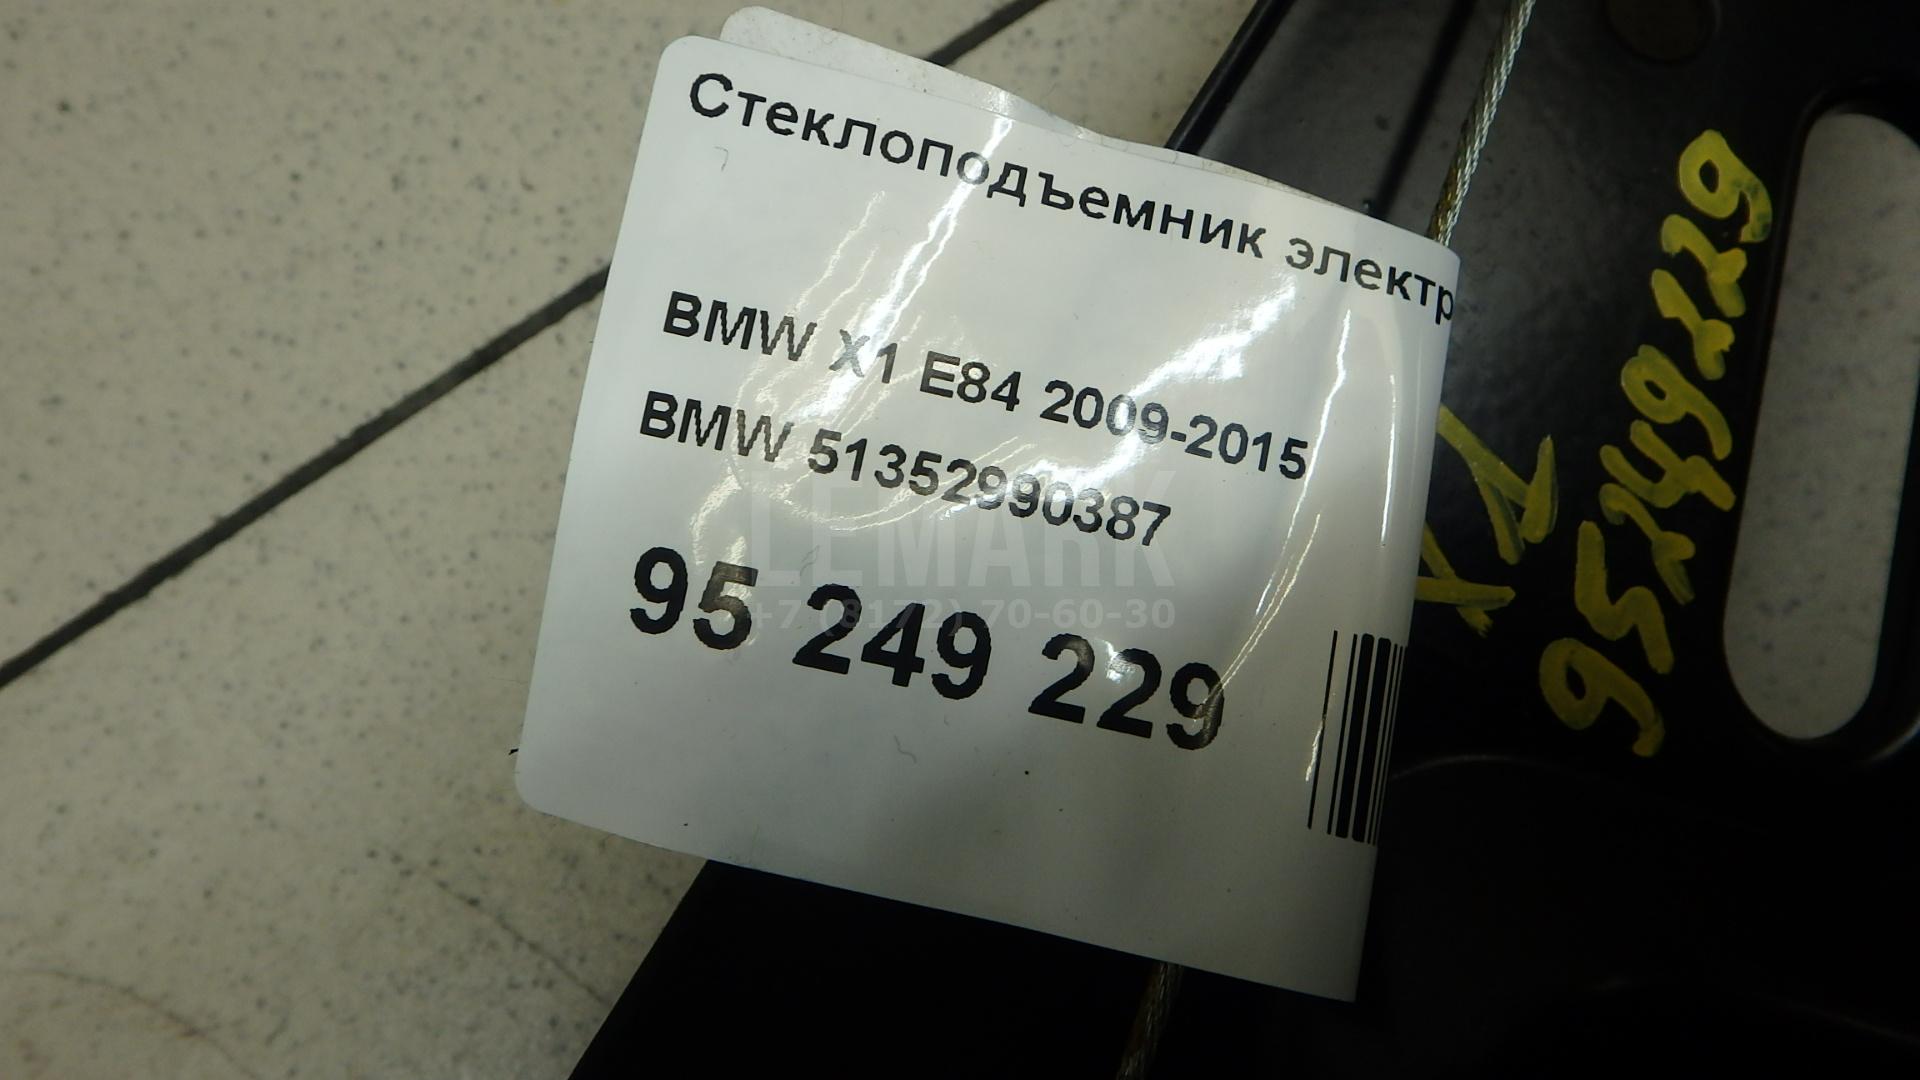 Стеклоподъемник электр
BMW X1 E84 2009-2015
BMW 51352990387
LEMARK
+7 (8172) 70-60-30
95 249 229
X1
95249229